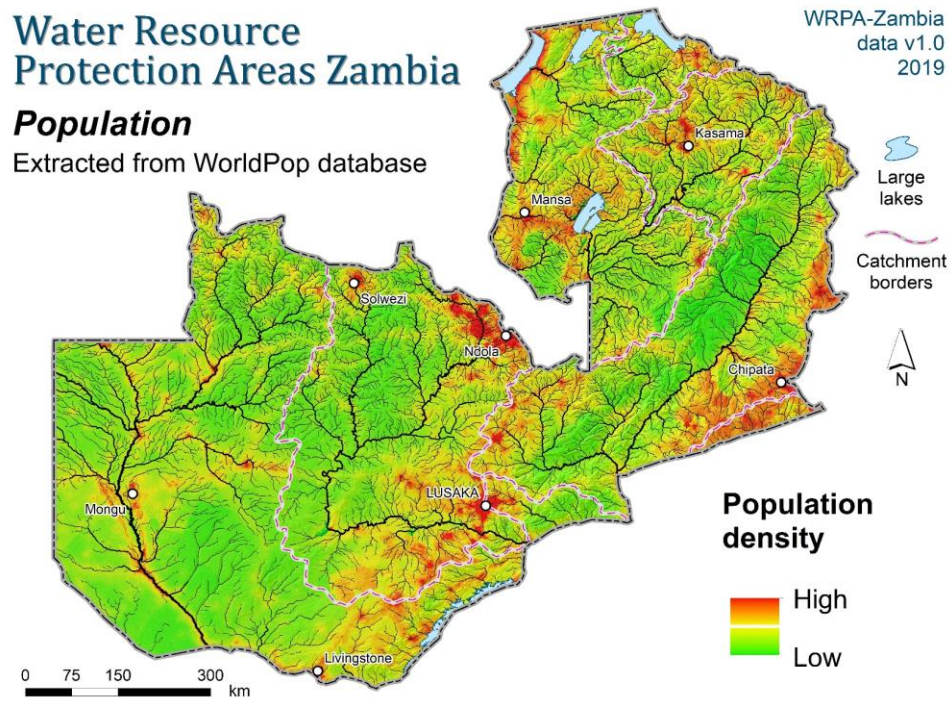 Water Resource
Protection Areas Zambia
Population
Extracted from WorldPop database
WRPA-Zambia
data v1.0
2019
Large
lakes
Catchment
borders
N
Kasama
Mansa
Solwezi
Ndola
Chipata
LUSAKA
Mongu
Livingstone
Population
density
High
Low
0 75 150 300
km